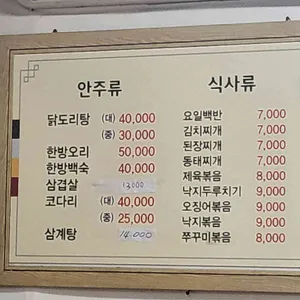 안주류
닭도리탕 (대) 40,000
(중) 30,000
한방오리 50,000
한방백숙 40,000
삼겹살 13,000
코다리 (대) 40,000
(중) 25,000
삼계탕 14,000
식사류
요일백반 7,000
김치찌개 7,000
된장찌개 7,000
동태찌개 7,000
제육볶음 8,000
낙지두루치기 9,000
오징어볶음 9,000
낙지볶음 9,000
쭈꾸미볶음 8,000